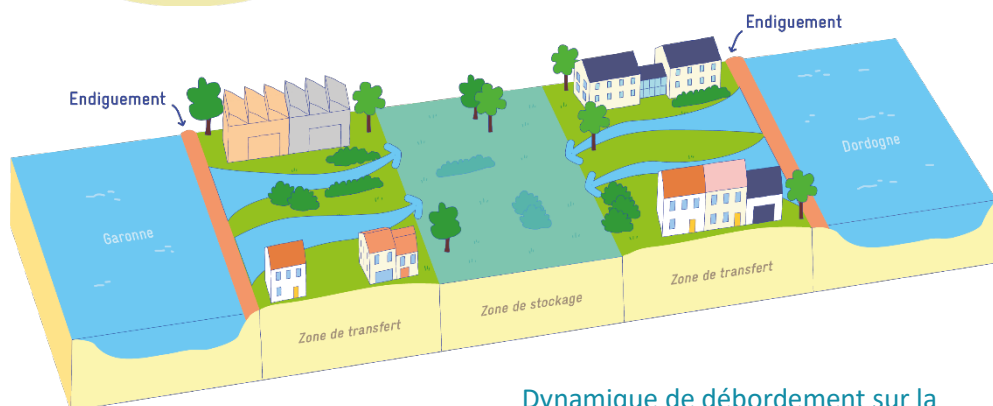 Endiguement
Endiguement
Garonne
Dordogne
Zone de transfert
Zone de stockage
Zone de transfert
Dynamique de débordement sur la